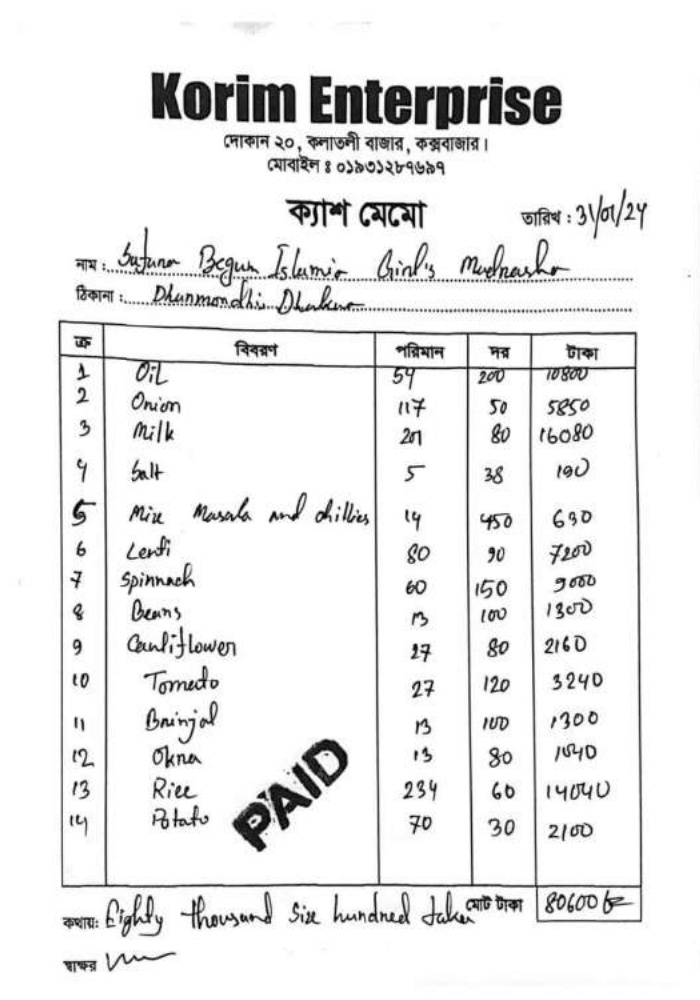 Korim Enterprise
দোকান ২০, কলাতলী বাজার, কক্সবাজার।
মোবাইল ঃ ০১৯৩১২৮৭৬৯৭
ক্যাশ মেমো
তারিখ : 31/01/24
নাম : Sufuna Begum Islamic Girl's Madrasha
ঠিকানা : Dhanmondhi Dhaka
ক্র বিবরণ পরিমান দর টাকা
1 Oil 54 200 10800
2 Onion 117 50 5850
3 Milk 201 80 16080
4 Salt 5 38 190
5 Mix Masala and chillies 14 450 630
6 Lenti 80 90 7200
7 Spinnach 60 150 9000
8 Beans 13 100 1300
9 Cauliflower 27 80 2160
10 Tomato 27 120 3240
11 Brinjal 13 100 1300
12 Okra 13 80 1040
13 Rice 234 60 14040
14 Potato 70 30 2100
PAID
কথায়ঃ Eighty thousand six hundred taka মোট টাকা 80600
স্বাক্ষর